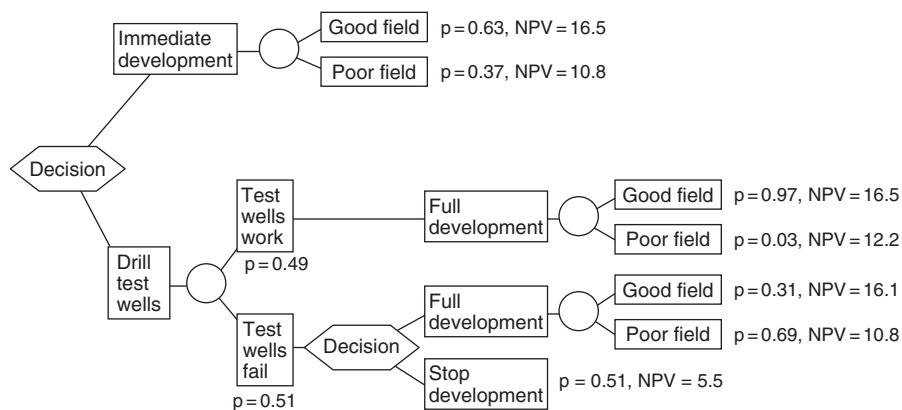 Immediate
development
Good field
p=0.63, NPV=16.5
Poor field
p=0.37, NPV=10.8
Decision
Drill
test
wells
Test
wells
work
p=0.49
Full
development
Good field
p=0.97, NPV=16.5
Poor field
p=0.03, NPV=12.2
Test
wells
fail
p=0.51
Decision
Full
development
Good field
p=0.31, NPV=16.1
Poor field
p=0.69, NPV=10.8
Stop
development
p = 0.51, NPV = 5.5